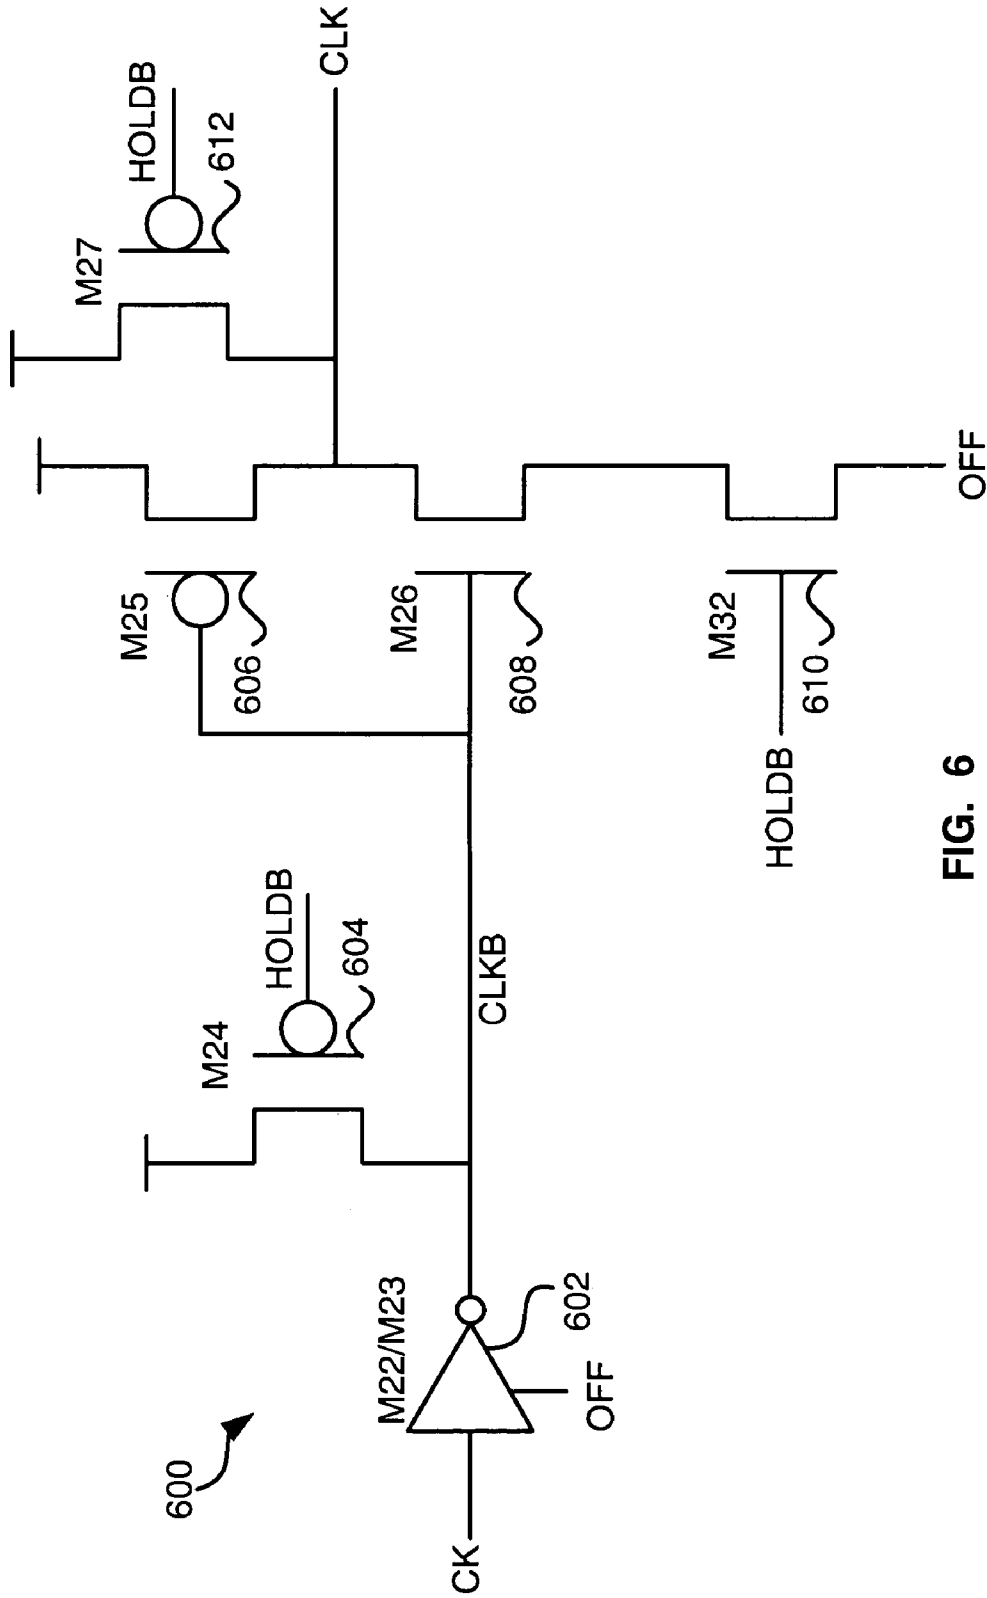 600
CK
M22/M23
602
OFF
M24
HOLDB
604
CLKB
M25
606
M26
608
M32
HOLDB
610
OFF
M27
HOLDB
612
CLK
FIG. 6